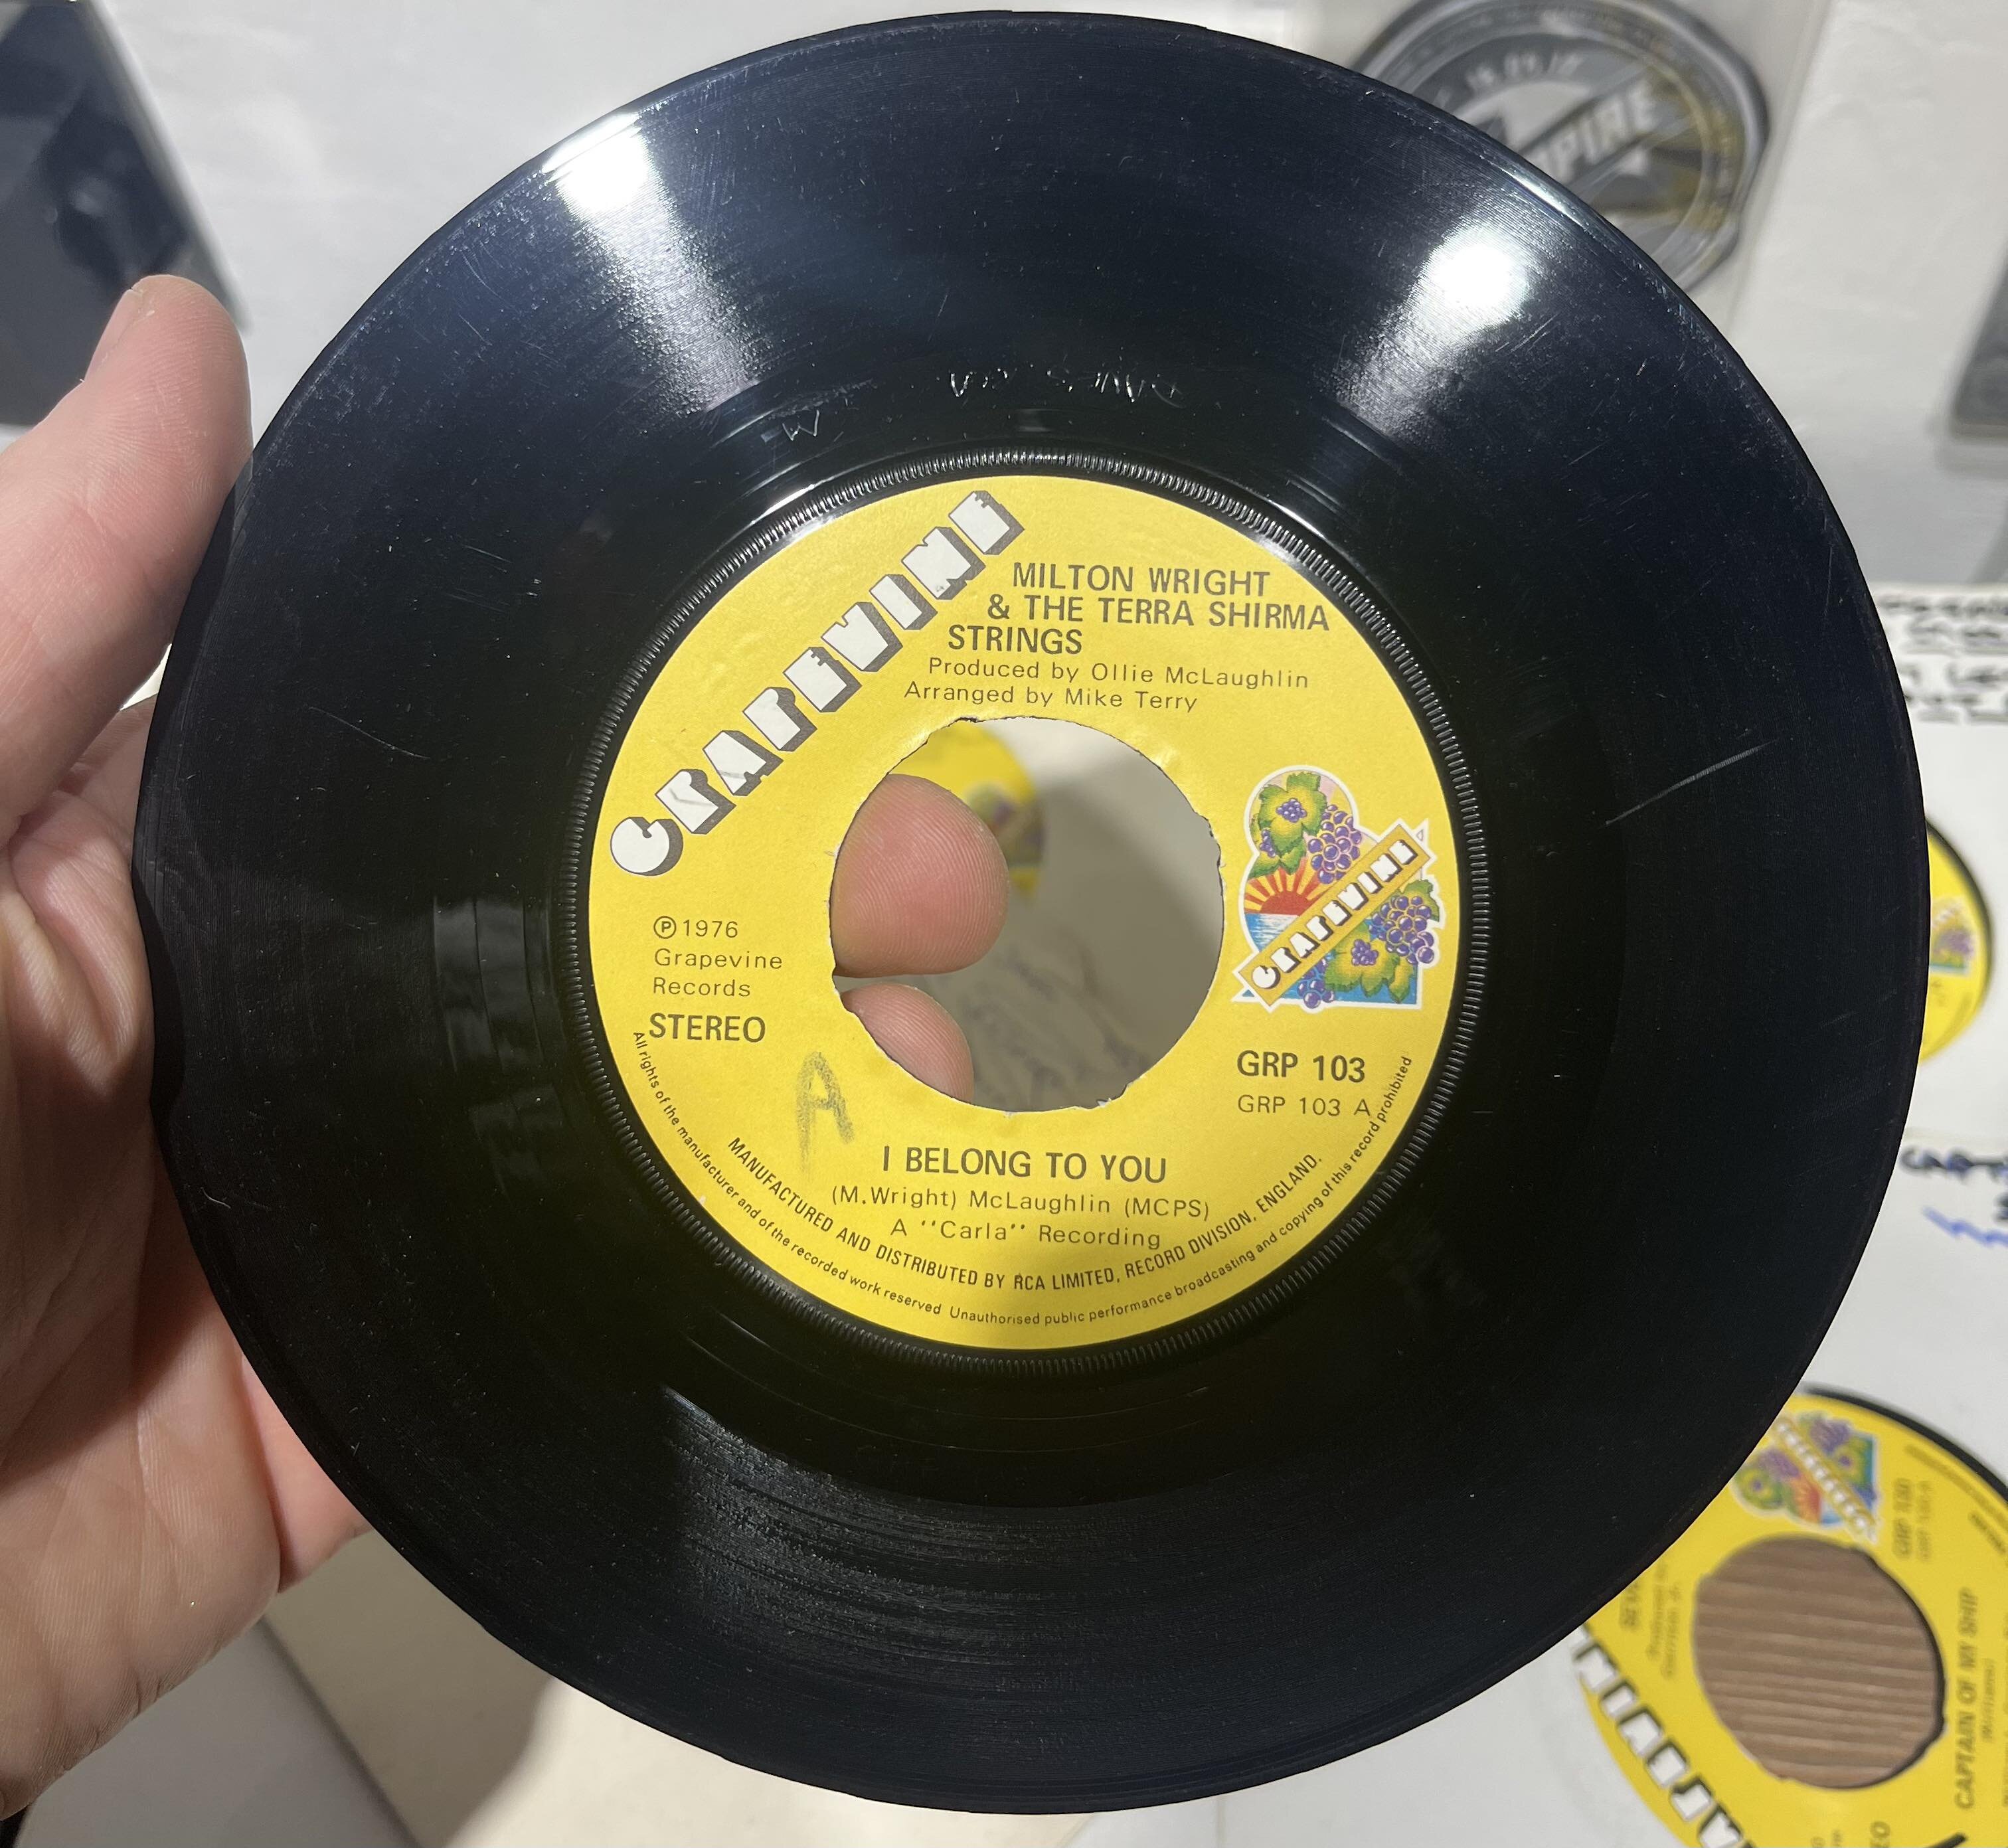 GRAPEVINE
MILTON WRIGHT
& THE TERRA SHIRMA
STRINGS
Produced by Ollie McLaughlin
Arranged by Mike Terry
℗1976
Grapevine
Records
STEREO
A
GRAPEVINE
GRP 103
GRP 103 A
I BELONG TO YOU
(M.Wright) McLaughlin (MCPS)
A "Carla" Recording
MANUFACTURED AND DISTRIBUTED BY RCA LIMITED, RECORD DIVISION, ENGLAND.
All rights of the manufacturer and of the recorded work reserved Unauthorised public performance broadcasting and copying of this record prohibited
CAPTAIN OF MY SHIP